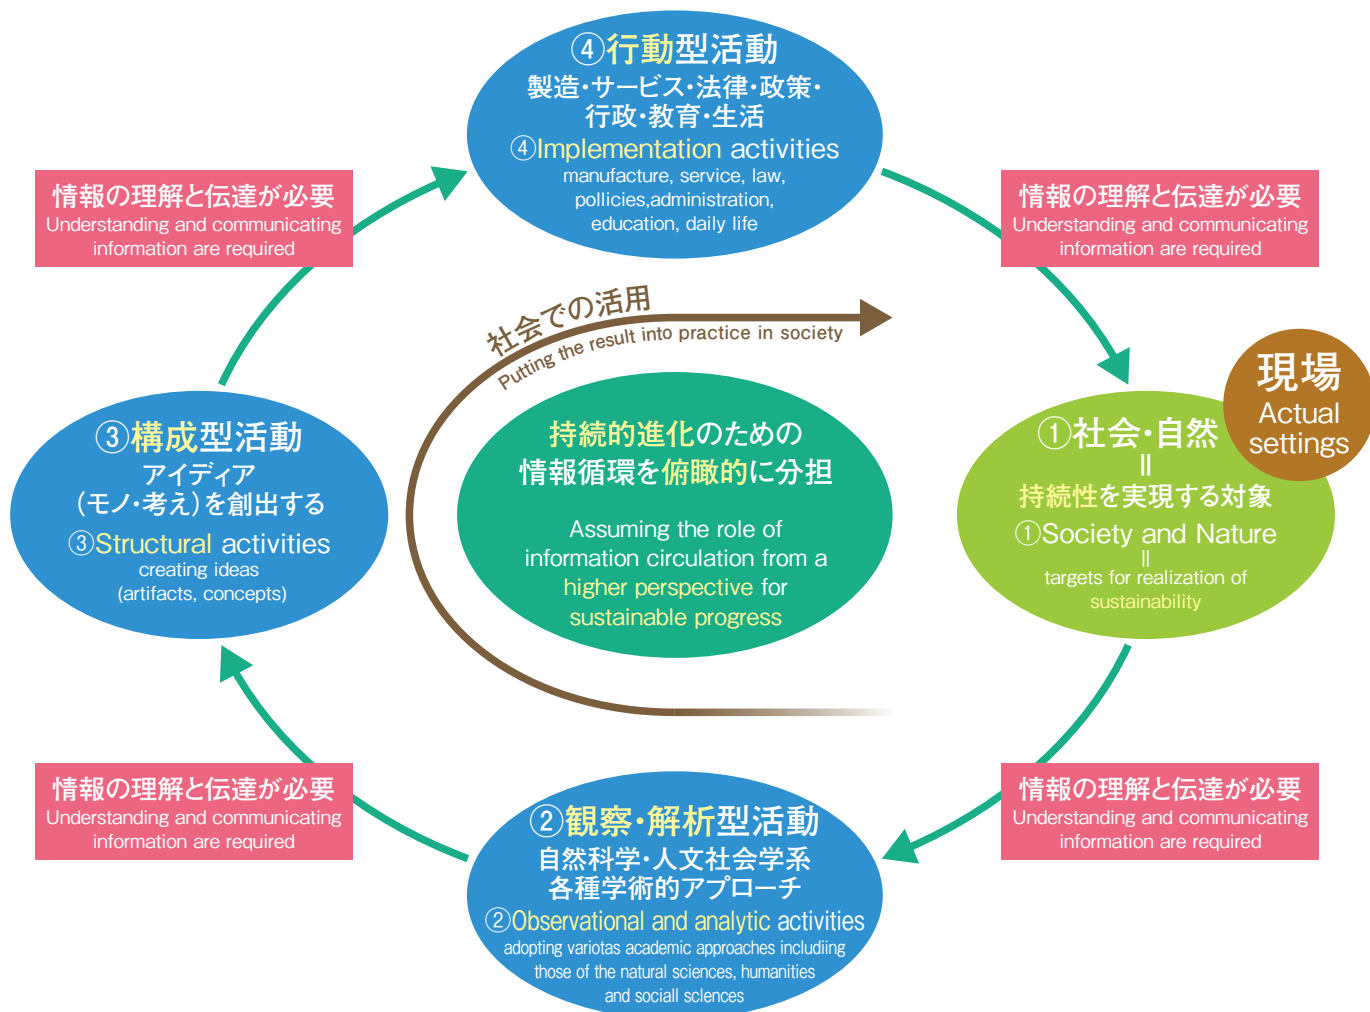 ④行動型活動
製造・サービス・法律・政策・
行政・教育・生活
④Implementation activities
manufacture, service, law,
pollicies,administration,
education, daily life
情報の理解と伝達が必要
Understanding and communicating
information are required
情報の理解と伝達が必要
Understanding and communicating
information are required
社会での活用
Putting the result into practice in society
現場
Actual
settings
③構成型活動
アイディア
（モノ・考え）を創出する
③Structural activities
creating ideas
(artifacts, concepts)
持続的進化のための
情報循環を俯瞰的に分担
Assuming the role of
information circulation from a
higher perspective for
sustainable progress
①社会・自然
=
持続性を実現する対象
①Society and Nature
=
targets for realization of
sustainability
情報の理解と伝達が必要
Understanding and communicating
information are required
情報の理解と伝達が必要
Understanding and communicating
information are required
②観察・解析型活動
自然科学・人文社会学系
各種学術的アプローチ
②Observational and analytic activities
adopting variotas academic approaches includiing
those of the natural sciences, humanities
and sociall sclences